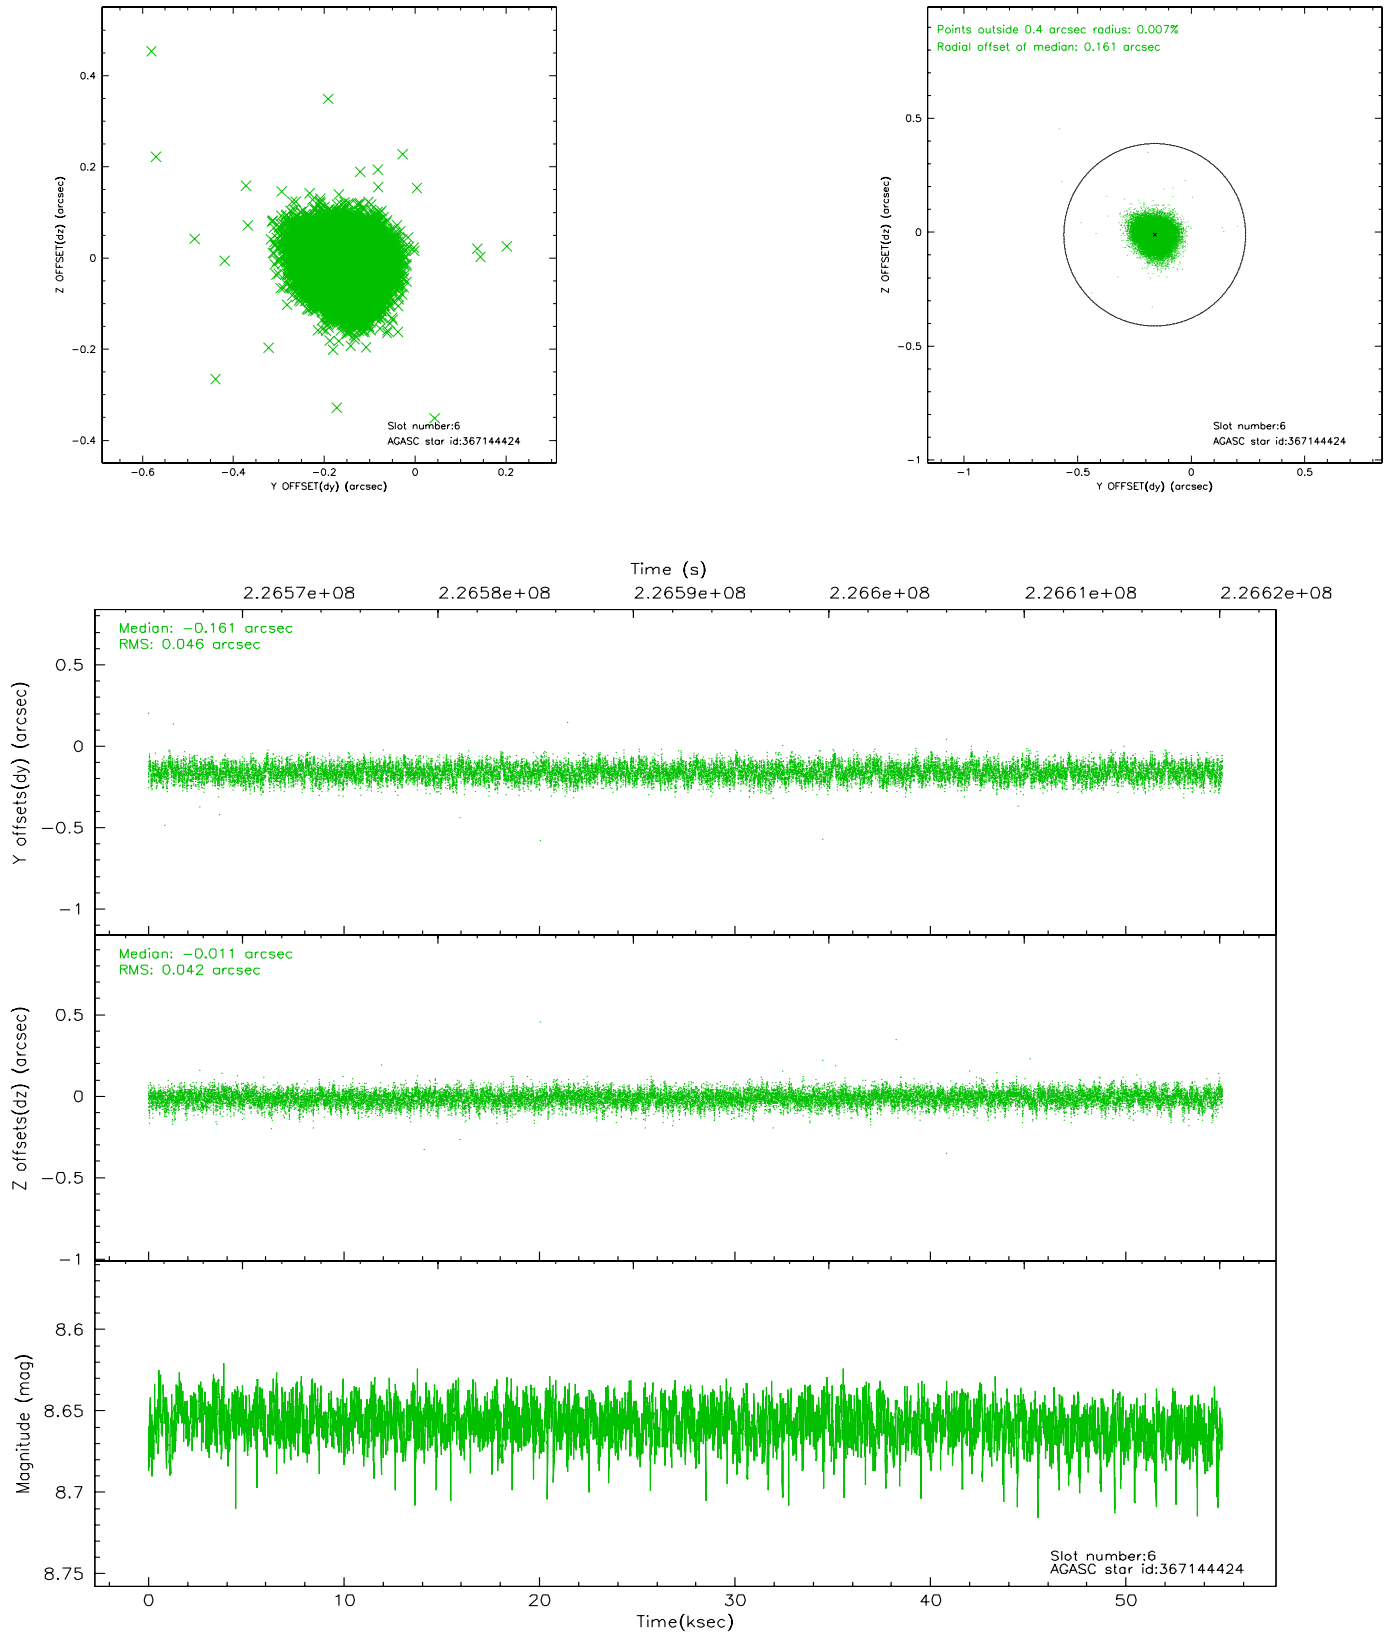 0.4
0.2
0
−0.2
−0.4
Z OFFSET(dz) (arcsec)
−0.6
−0.4
−0.2
0
0.2
Y OFFSET(dy) (arcsec)
Slot number:6
AGASC star id:367144424
Points outside 0.4 arcsec radius: 0.007%
Radial offset of median: 0.161 arcsec
0.5
0
−0.5
−1
Z OFFSET(dz) (arcsec)
−1
−0.5
0
0.5
Y OFFSET(dy) (arcsec)
Slot number:6
AGASC star id:367144424
Time (s)
2.2657e+08
2.2658e+08
2.2659e+08
2.266e+08
2.2661e+08
2.2662e+08
Median: −0.161 arcsec
RMS: 0.046 arcsec
0.5
0
−0.5
−1
Y offsets(dy) (arcsec)
Median: −0.011 arcsec
RMS: 0.042 arcsec
0.5
0
−0.5
−1
Z offsets(dz) (arcsec)
8.6
8.65
8.7
8.75
Magnitude (mag)
Slot number:6
AGASC star id:367144424
0
10
20
30
40
50
Time(ksec)